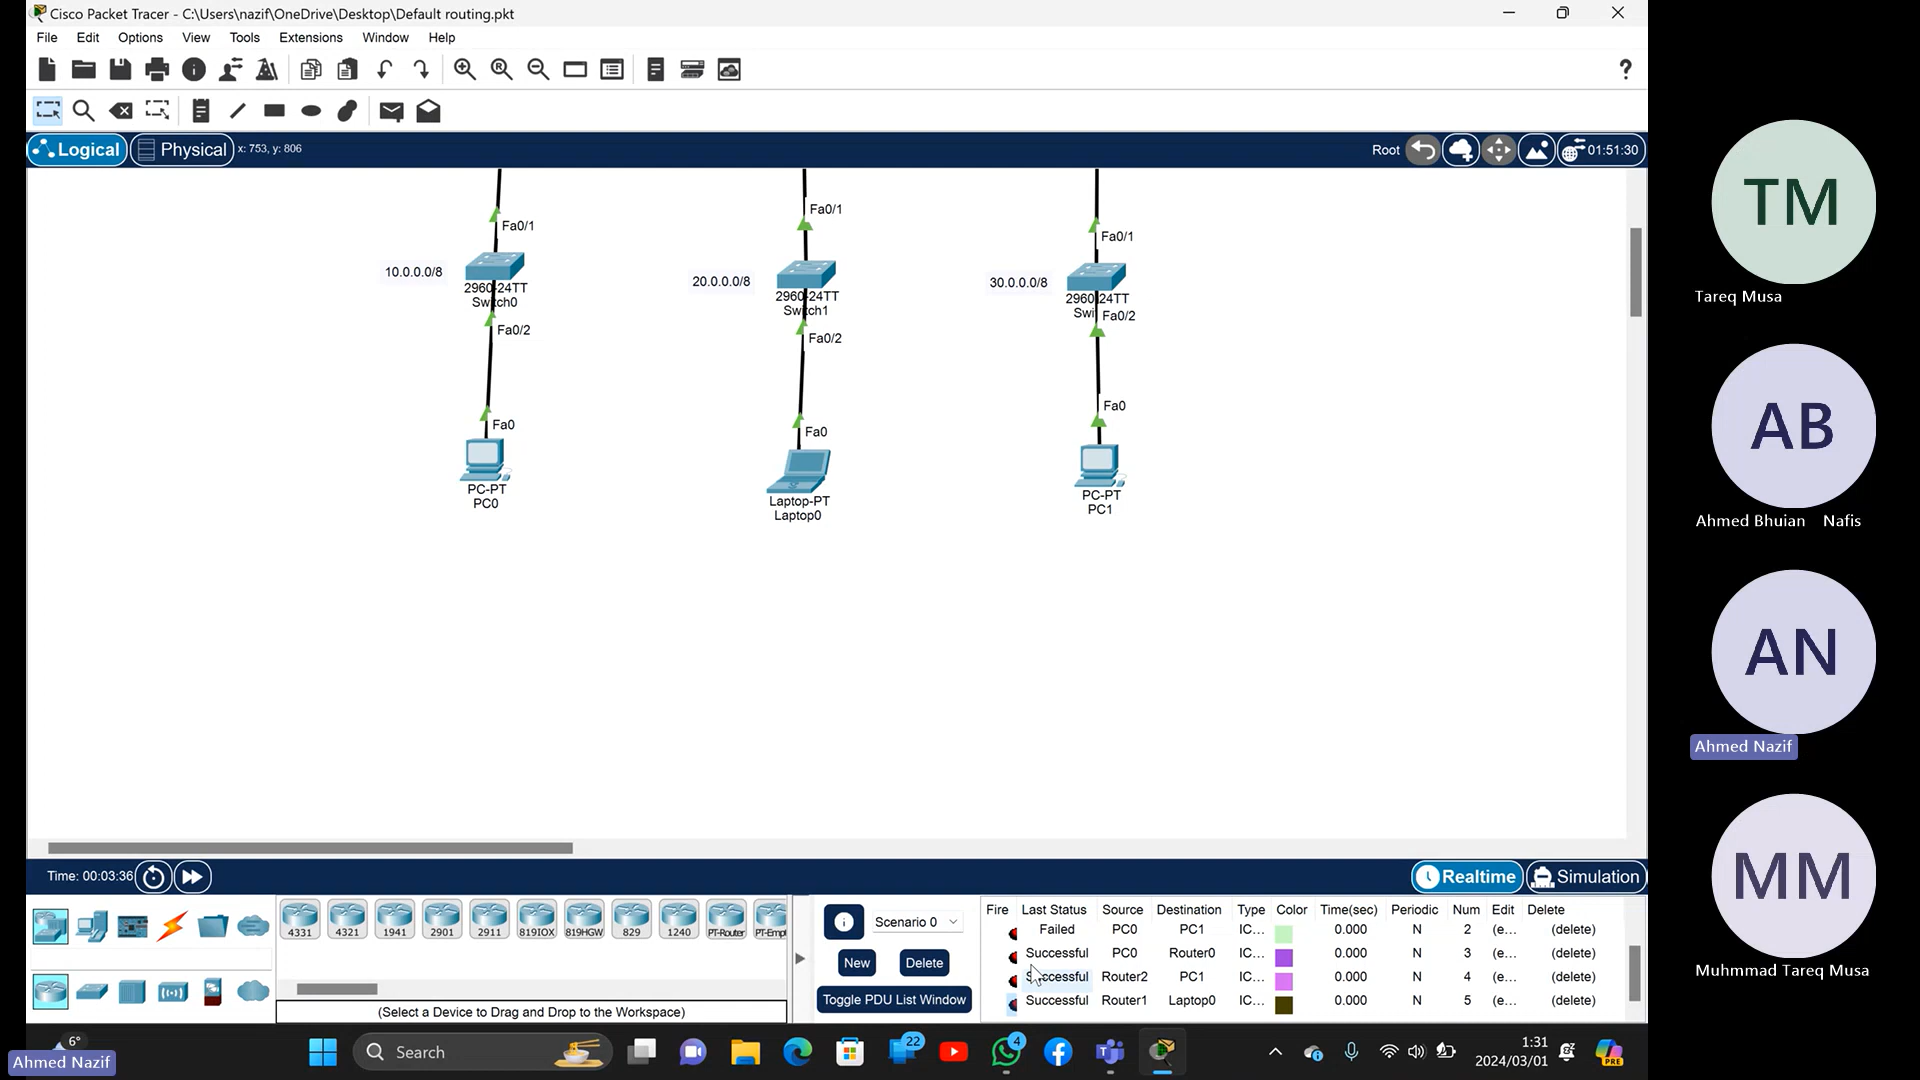 Cisco Packet Tracer - C:\Users\nazif\OneDrive\Desktop\Default routing.pkt
File Edit Options View Tools Extensions Window Help
?
Logical Physical x: 753, y: 806 Root 01:51:30
Fa0/1 Fa0/1 Fa0/1
10.0.0.0/8 20.0.0.0/8 30.0.0.0/8
2960-24TT 2960-24TT 2960-24TT
Switch0 Switch1 Swi
Fa0/2 Fa0/2 Fa0/2
Fa0 Fa0 Fa0
PC-PT Laptop-PT PC-PT
PC0 Laptop0 PC1
Time: 00:03:36 Realtime Simulation
4331 4321 1941 2901 2911 819IOX 819HGW 829 1240 PT-Router PT-Empt
(Select a Device to Drag and Drop to the Workspace)
Scenario 0
New Delete
Toggle PDU List Window
Fire Last Status Source Destination Type Color Time(sec) Periodic Num Edit Delete
Failed PC0 PC1 IC... 0.000 N 2 (e... (delete)
Successful PC0 Router0 IC... 0.000 N 3 (e... (delete)
Successful Router2 PC1 IC... 0.000 N 4 (e... (delete)
Successful Router1 Laptop0 IC... 0.000 N 5 (e... (delete)
6°
Ahmed Nazif
Search
22
4
PRE
1:31
2024/03/01
TM
Tareq Musa
AB
Ahmed Bhuian Nafis
AN
Ahmed Nazif
MM
Muhmmad Tareq Musa